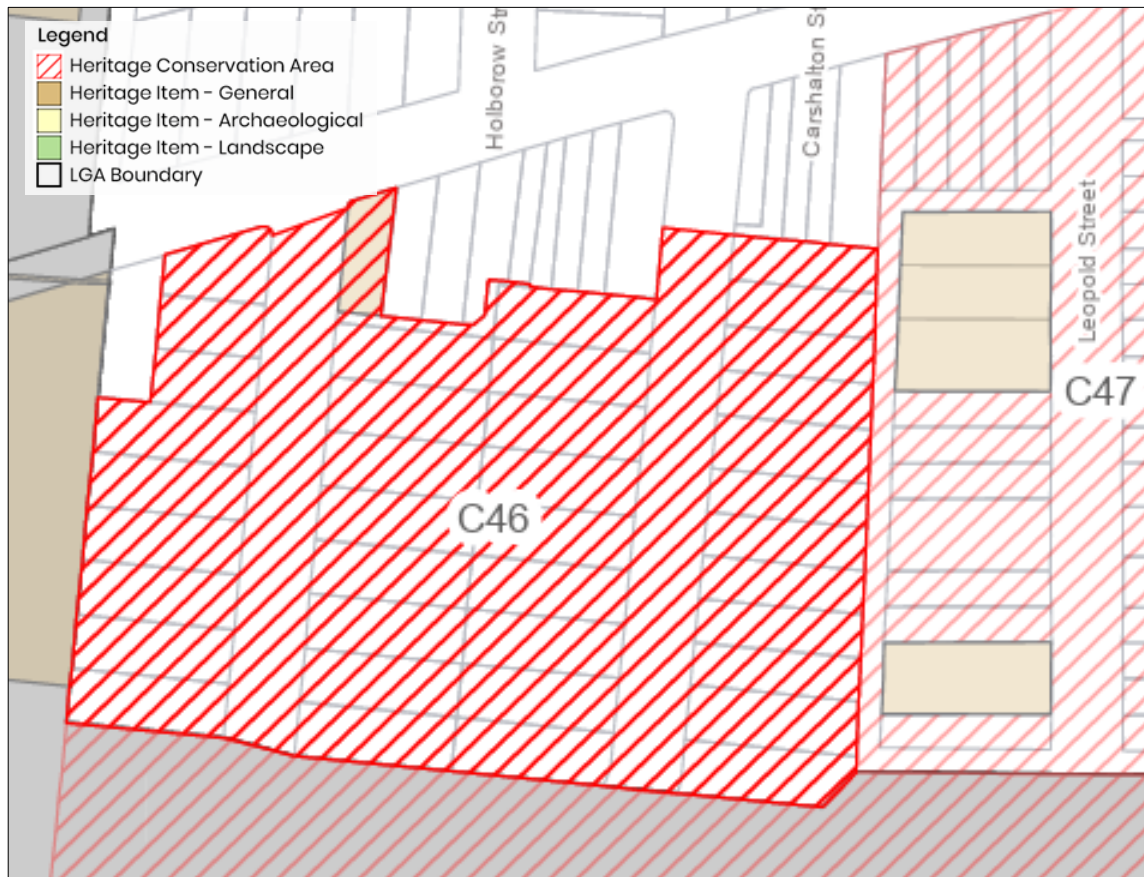 Legend
Heritage Conservation Area
Heritage Item - General
Heritage Item - Archaeological
Heritage Item - Landscape
LGA Boundary
Holborow Str
Carshalton St
Leopold Street
C47
C46